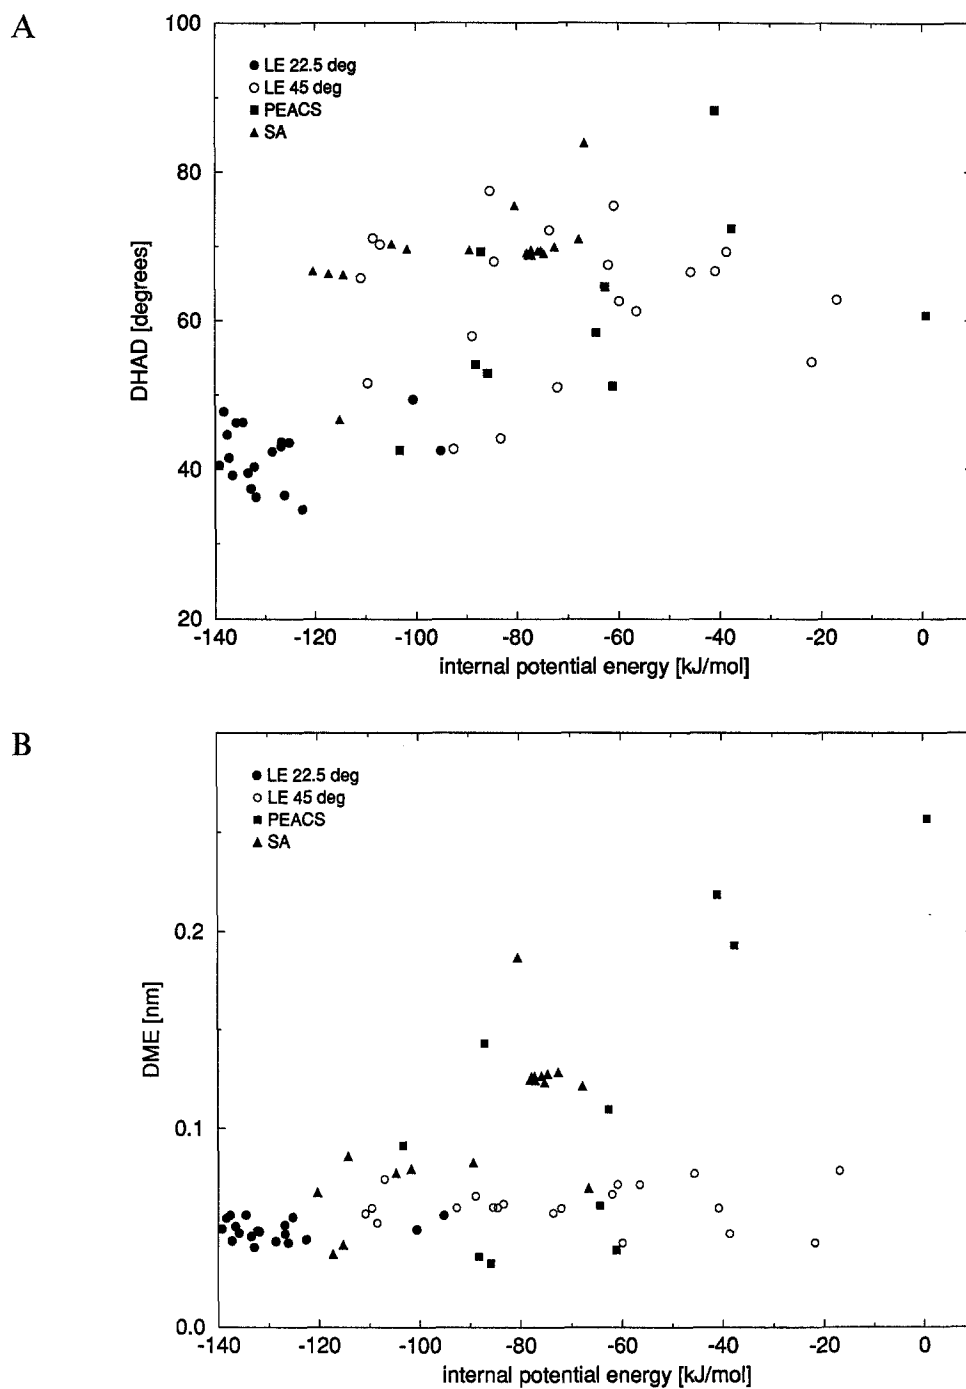 A
100
80
60
40
20
DHAD [degrees]
LE 22.5 deg
LE 45 deg
PEACS
SA
-140 -120 -100 -80 -60 -40 -20 0
internal potential energy [kJ/mol]
B
0.2
0.1
0.0
DME [nm]
LE 22.5 deg
LE 45 deg
PEACS
SA
-140 -120 -100 -80 -60 -40 -20 0
internal potential energy [kJ/mol]